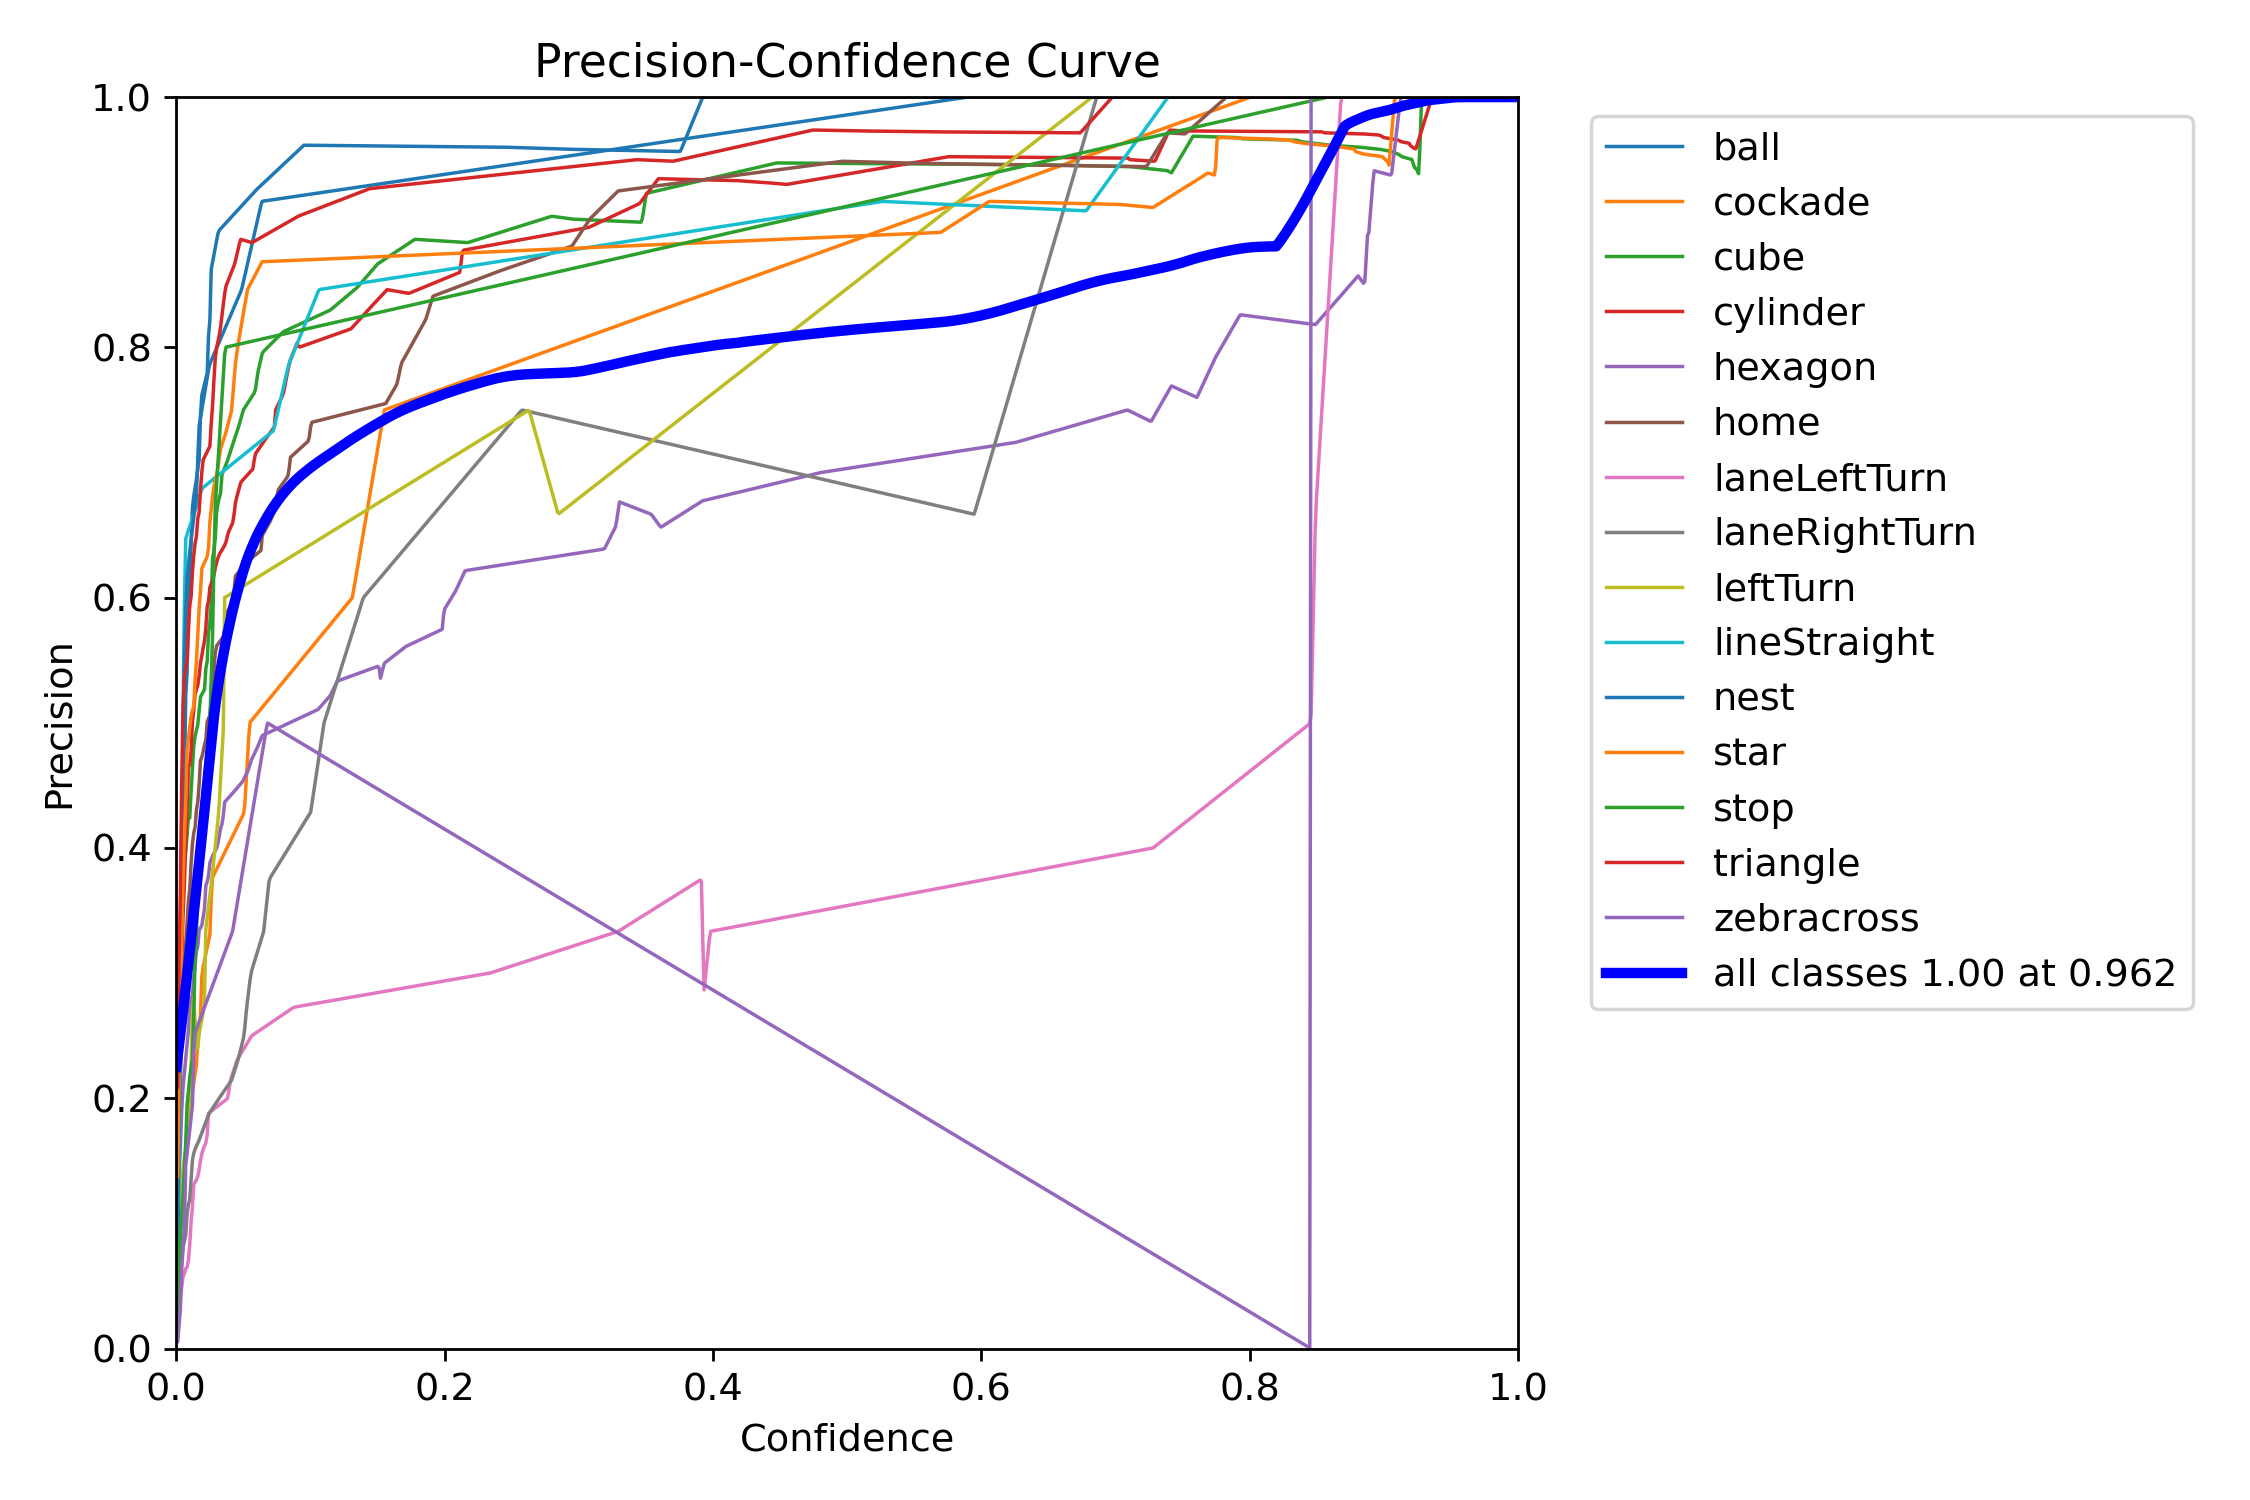 Precision-Confidence Curve
1.0
0.8
0.6
0.4
0.2
0.0
Precision
0.0 0.2 0.4 0.6 0.8 1.0
Confidence
ball
cockade
cube
cylinder
hexagon
home
laneLeftTurn
laneRightTurn
leftTurn
lineStraight
nest
star
stop
triangle
zebracross
all classes 1.00 at 0.962